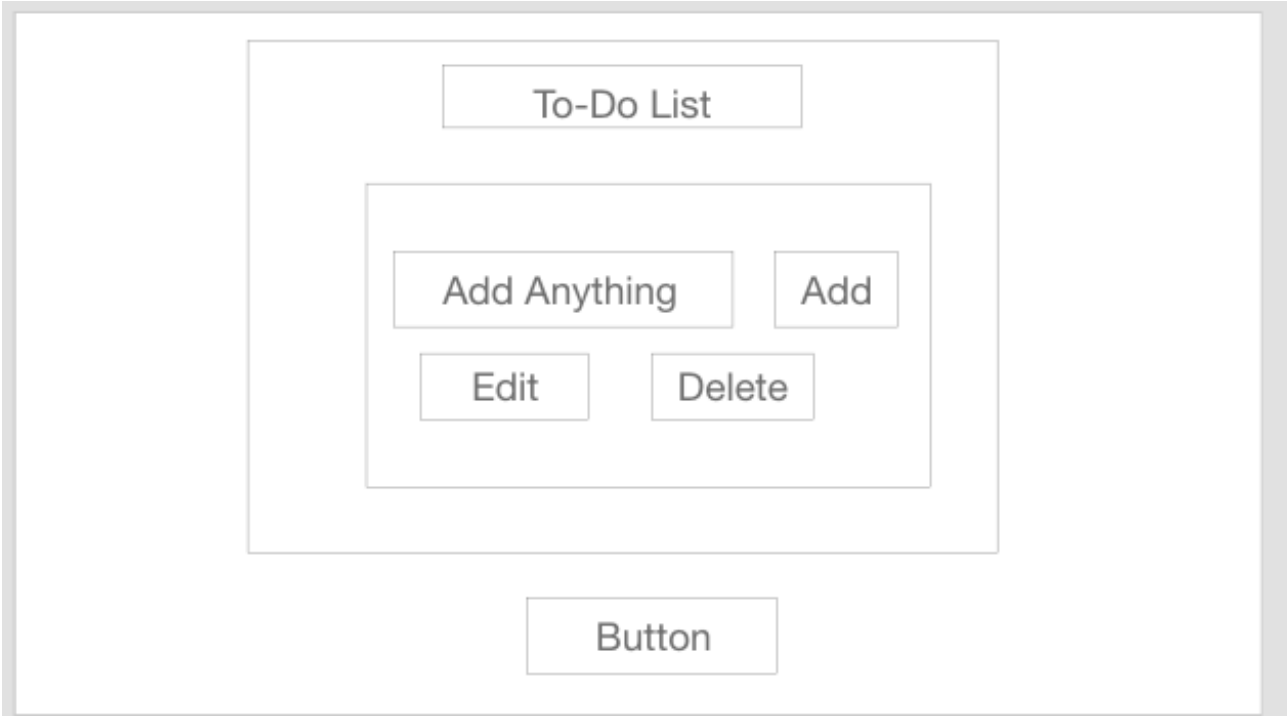 To-Do List
Add Anything
Add
Edit
Delete
Button